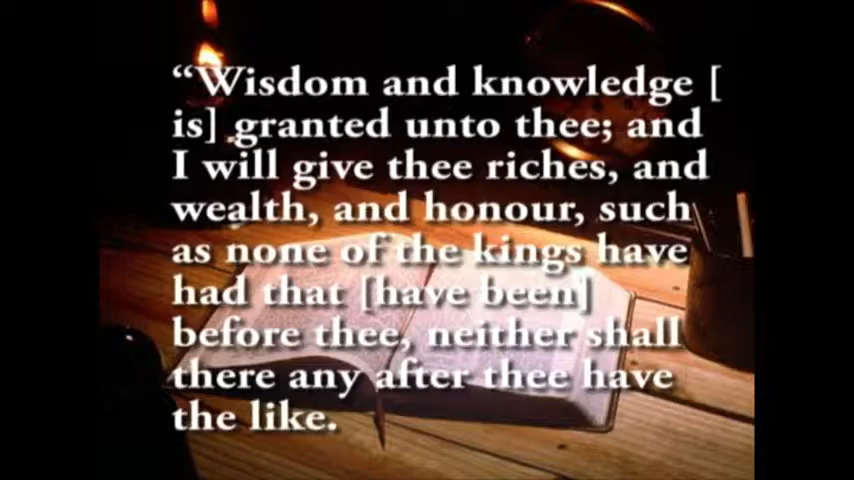 “Wisdom and knowledge [
is] granted unto thee; and
I will give thee riches, and
wealth, and honour, such
as none of the kings have
had that [have been]
before thee, neither shall
there any after thee have
the like.